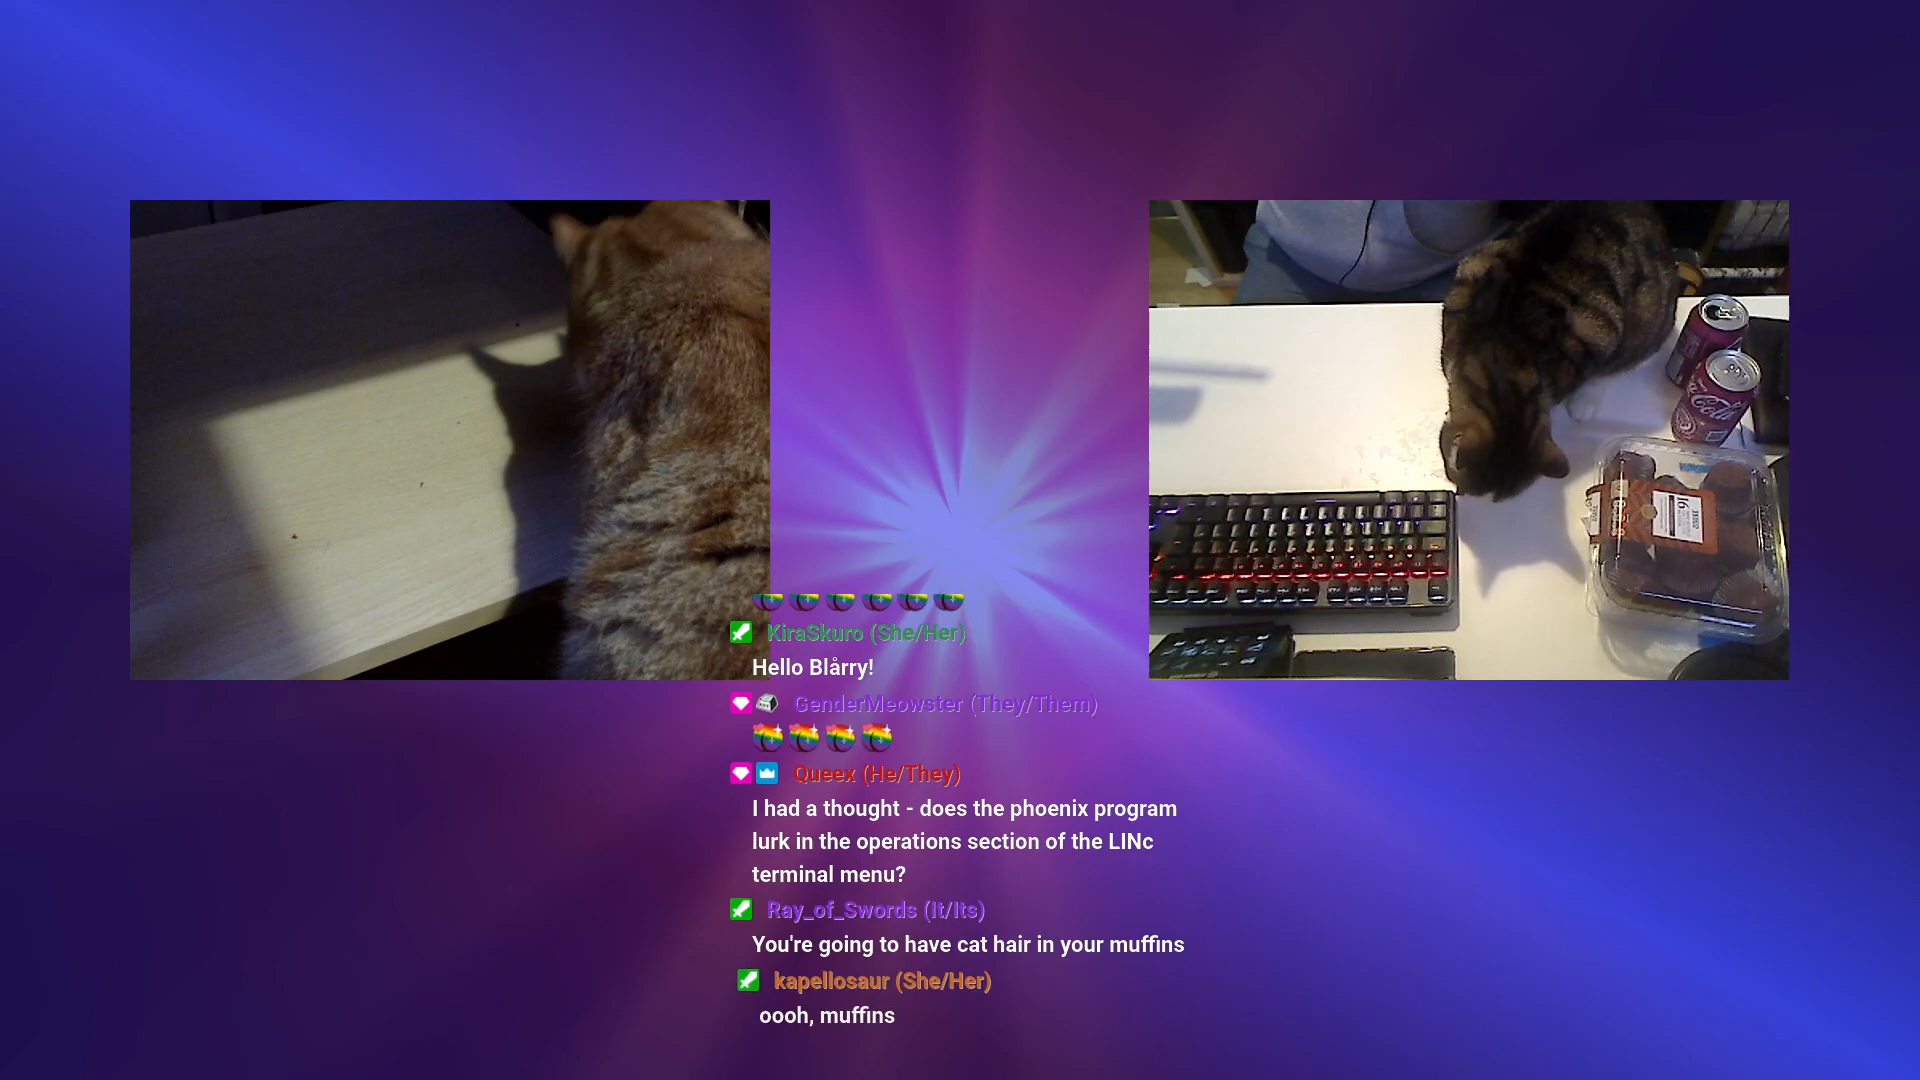 KiraSkuro (She/Her)
Hello Blårry!
GenderMeowster (They/Them)
Queex (He/They)
I had a thought - does the phoenix program
lurk in the operations section of the LINc
terminal menu?
Ray_of_Swords (It/Its)
You're going to have cat hair in your muffins
kapellosaur (She/Her)
oooh, muffins
Cola
16